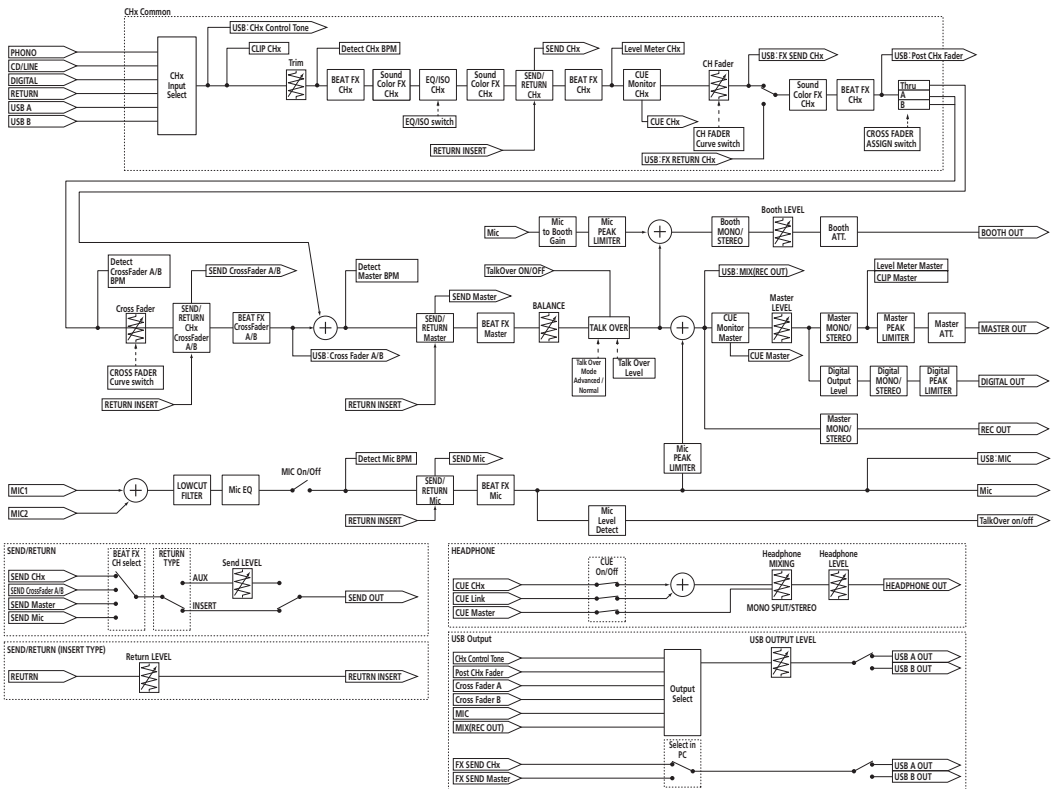 CHx Common
USB:CHx Control Tone
CLIP CHx
Detect CHx BPM
SEND CHx
Level Meter CHx
USB:FX SEND CHx
USB:Post CHx Fader
PHONO
CD/LINE
DIGITAL
RETURN
USB A
USB B
CHx
Input
Select
Trim
BEAT FX
CHx
Sound
Color FX
CHx
EQ/ISO
CHx
Sound
Color FX
CHx
SEND/
RETURN
CHx
BEAT FX
CHx
CUE
Monitor
CHx
CH Fader
Sound
Color FX
CHx
BEAT FX
CHx
Thru
A
B
EQ/ISO switch
RETURN INSERT
CUE CHx
CH FADER
Curve switch
USB:FX RETURN CHx
CROSS FADER
ASSIGN switch
Mic
Mic
to Booth
Gain
Mic
PEAK
LIMITER
Booth
MONO/
STEREO
Booth LEVEL
Booth
ATT.
BOOTH OUT
Detect
CrossFader A/B
BPM
SEND CrossFader A/B
Detect
Master BPM
TalkOver ON/OFF
USB:MIX(REC OUT)
Level Meter Master
CLIP Master
Cross Fader
SEND/
RETURN
CHx
CrossFader
A/B
BEAT FX
CrossFader
A/B
SEND Master
SEND/
RETURN
Master
BEAT FX
Master
BALANCE
TALK OVER
CUE
Monitor
Master
Master
LEVEL
Master
MONO/
STEREO
Master
PEAK
LIMITER
Master
ATT.
MASTER OUT
USB:Cross Fader A/B
CUE Master
CROSS FADER
Curve switch
RETURN INSERT
RETURN INSERT
Talk Over
Mode
Advanced /
Normal
Talk Over
Level
Digital
Output
Level
Digital
MONO/
STEREO
Digital
PEAK
LIMITER
DIGITAL OUT
Master
MONO/
STEREO
REC OUT
Mic
PEAK
LIMITER
USB:MIC
MIC1
MIC2
LOWCUT
FILTER
Mic EQ
MIC On/Off
Detect Mic BPM
SEND Mic
SEND/
RETURN
Mic
BEAT FX
Mic
Mic
RETURN INSERT
Mic
Level
Detect
TalkOver on/off
SEND/RETURN
BEAT FX
CH select
RETURN
TYPE
Send LEVEL
SEND CHx
SEND CrossFader A/B
SEND Master
SEND Mic
AUX
INSERT
SEND OUT
SEND/RETURN (INSERT TYPE)
Return LEVEL
REUTRN
REUTRN INSERT
HEADPHONE
CUE
On/Off
Headphone
MIXING
Headphone
LEVEL
CUE CHx
CUE Link
CUE Master
MONO SPLIT/STEREO
HEADPHONE OUT
USB Output
USB OUTPUT LEVEL
CHx Control Tone
Post CHx Fader
Cross Fader A
Cross Fader B
MIC
MIX(REC OUT)
Output
Select
USB A OUT
USB B OUT
Select in
PC
FX SEND CHx
FX SEND Master
USB A OUT
USB B OUT